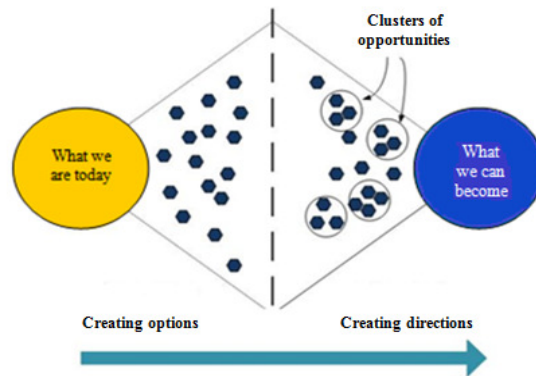 Clusters of
opportunities
What we
are today
What
we can
become
Creating options
Creating directions